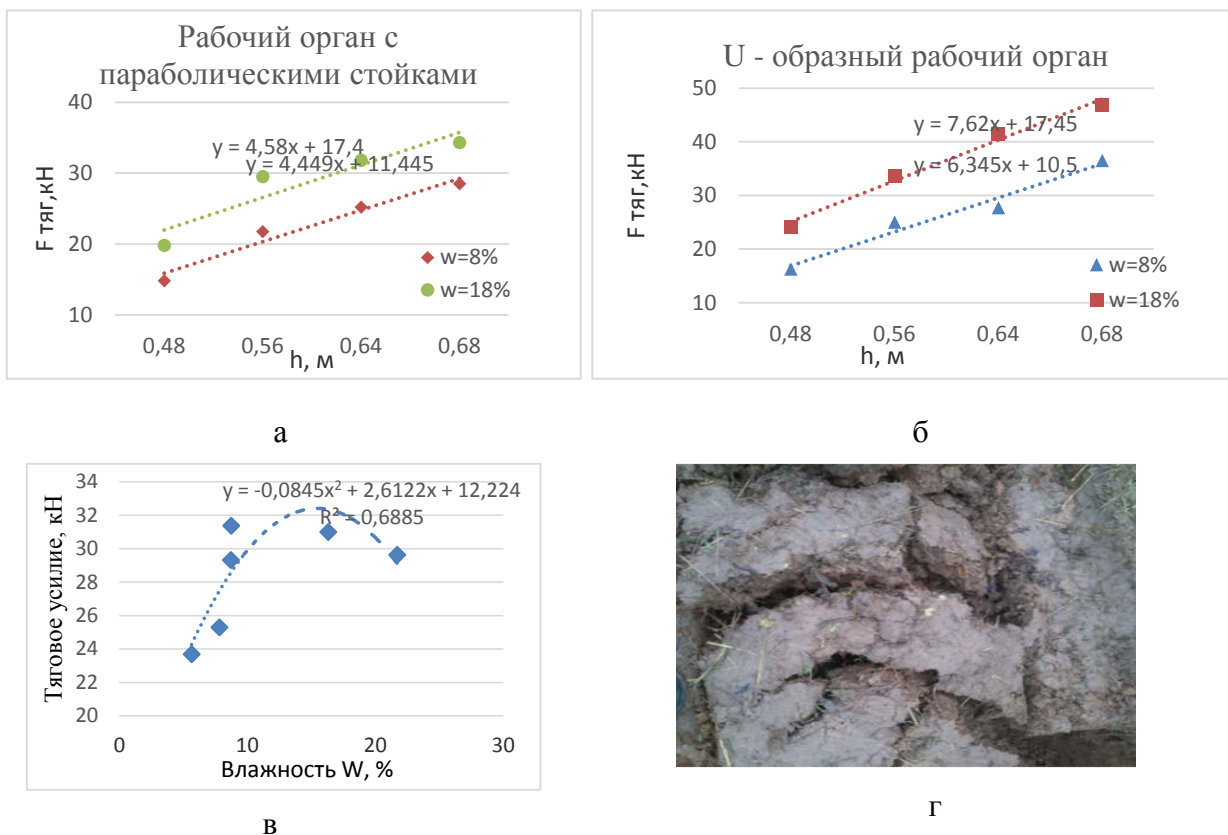 Рабочий орган с
параболическими стойками
40
30
20
10
F тяг,кН
y = 4,58x + 17,4
y = 4,449x + 11,445
w=8%
w=18%
0,48 0,56 0,64 0,68
h, м
а
U - образный рабочий орган
50
40
30
20
10
F тяг,кН
y = 7,62x + 17,45
y = 6,345x + 10,5
w=8%
w=18%
0,48 0,56 0,64 0,68
h, м
б
34
32
30
28
26
24
22
20
Тяговое усилие, кН
y = -0,0845x² + 2,6122x + 12,224
R² = 0,6885
0 10 20 30
Влажность W, %
в
г